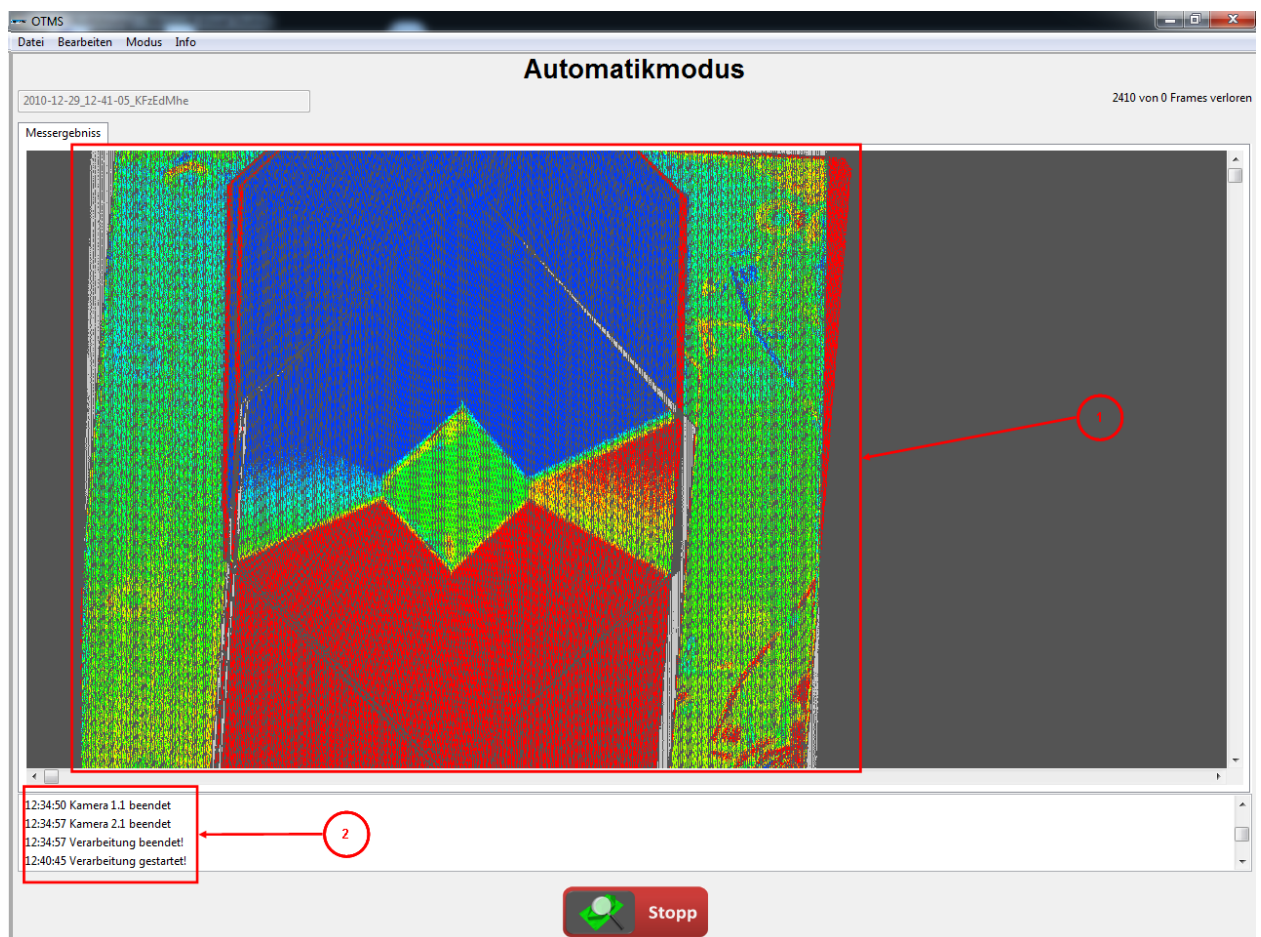 OTMS
Datei Bearbeiten Modus Info
Automatikmodus
2010-12-29_12-41-05_KFzEdMhe
2410 von 0 Frames verloren
Messergebniss
1
12:34:50 Kamera 1.1 beendet
12:34:57 Kamera 2.1 beendet
12:34:57 Verarbeitung beendet!
12:40:45 Verarbeitung gestartet!
2
Stopp